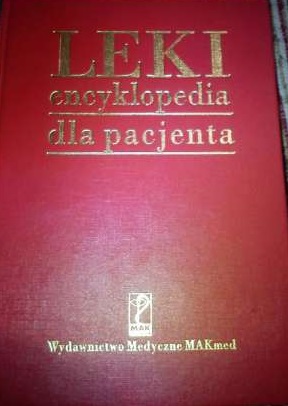 LEKI
encyklopedia
dla pacjenta
MAK
Wydawnictwo Medyczne MAKmed